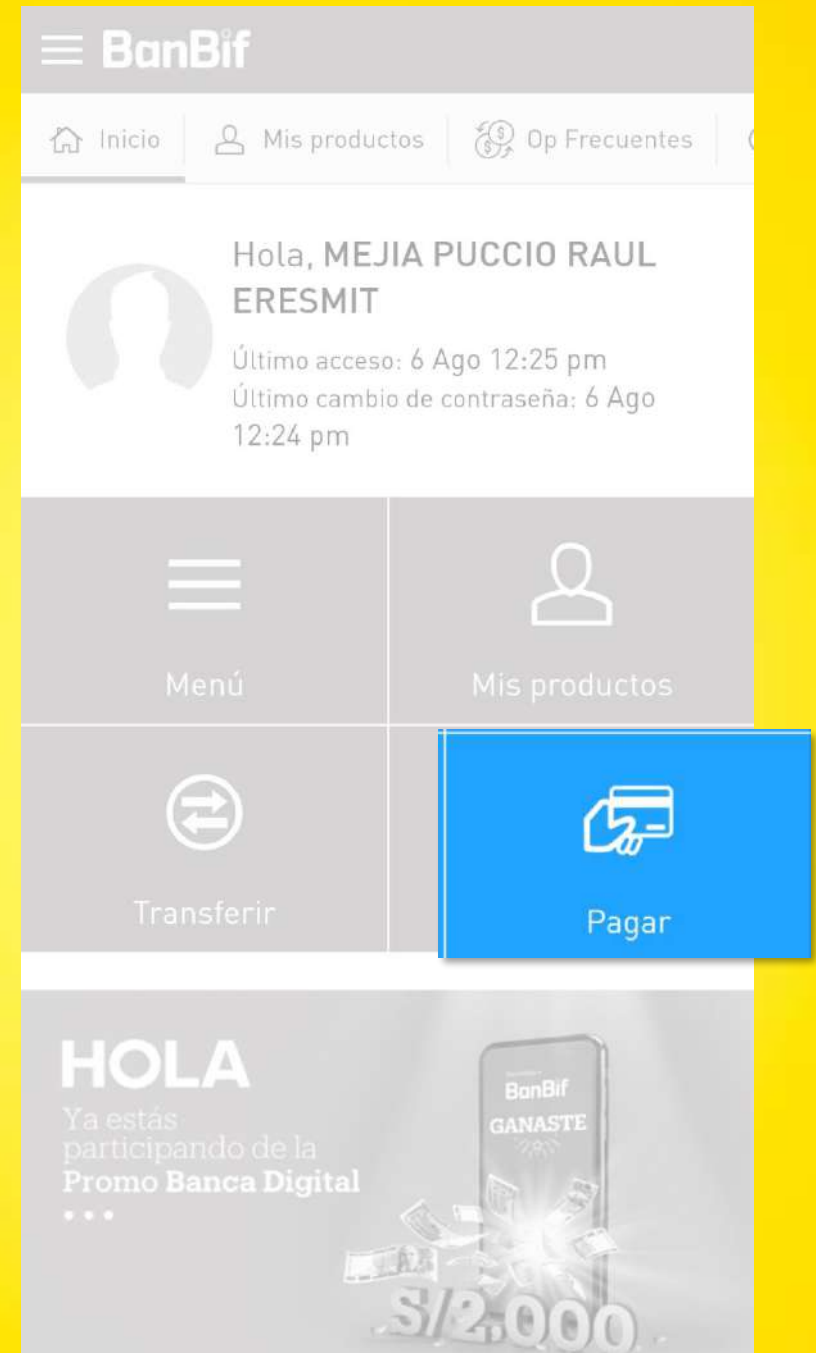 BanBif
Inicio
Mis productos
Op Frecuentes
Hola, MEJIA PUCCIO RAUL
ERESMIT
Último acceso: 6 Ago 12:25 pm
Último cambio de contraseña: 6 Ago
12:24 pm
Menú
Mis productos
Transferir
Pagar
HOLA
Ya estás
participando de la
Promo Banca Digital
BanBif
GANASTE
S/2,000